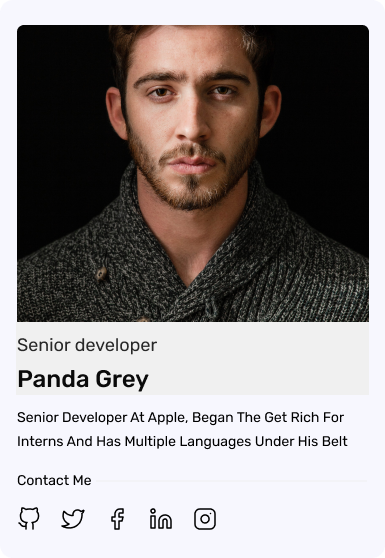 Senior developer
Panda Grey
Senior Developer At Apple, Began The Get Rich For
Interns And Has Multiple Languages Under His Belt
Contact Me